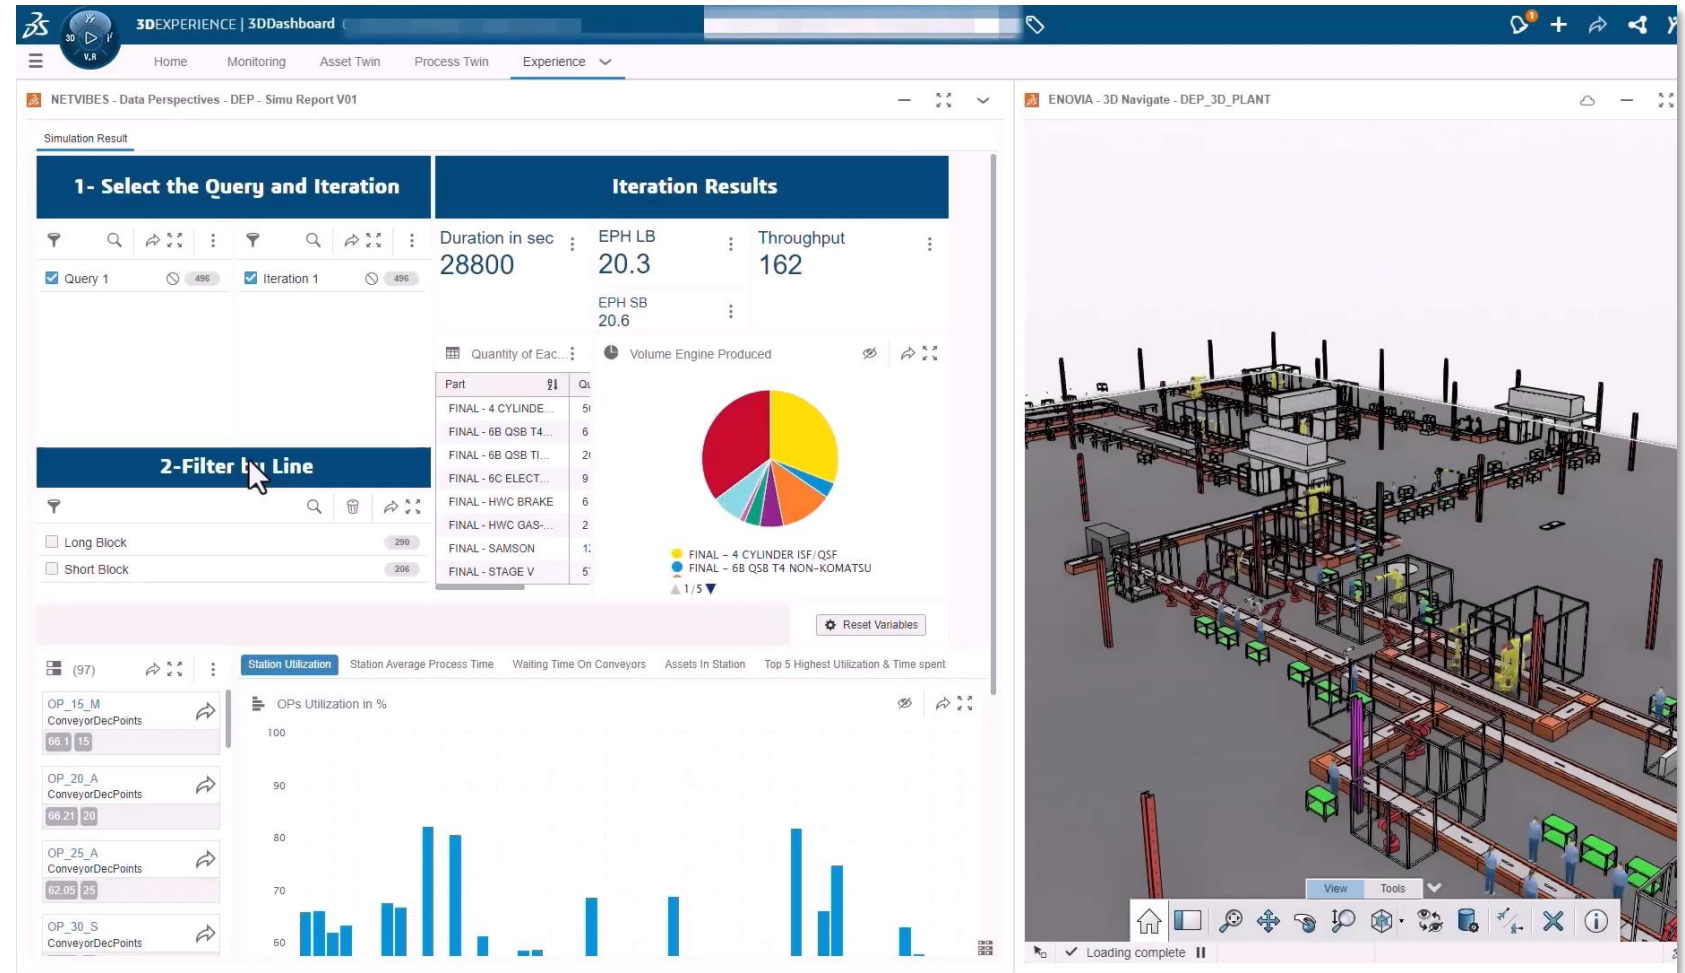 3DEXPERIENCE | 3DDashboard
3D
V.R
1
Home Monitoring Asset Twin Process Twin Experience
NETVIBES - Data Perspectives - DEP - Simu Report V01
Simulation Result
1- Select the Query and Iteration
Query 1 496
Iteration 1 496
Iteration Results
Duration in sec
28800
EPH LB
20.3
EPH SB
20.6
Throughput
162
2-Filter by Line
Long Block 290
Short Block 206
Quantity of Eac...
Part
FINAL - 4 CYLINDE...
FINAL - 6B QSB T4... 6
FINAL - 6B QSB TI...
FINAL - 6C ELECT... 9
FINAL - HWC BRAKE 6
FINAL - HWC GAS-... 2
FINAL - SAMSON
FINAL - STAGE V
Volume Engine Produced
FINAL – 4 CYLINDER ISF/QSF
FINAL – 6B QSB T4 NON–KOMATSU
1/5
Reset Variables
(97)
OP_15_M
ConveyorDecPoints
66.1 15
OP_20_A
ConveyorDecPoints
66.21 20
OP_25_A
ConveyorDecPoints
62.05 25
OP_30_S
ConveyorDecPoints
Station Utilization Station Average Process Time Waiting Time On Conveyors Assets In Station Top 5 Highest Utilization & Time spent
OPs Utilization in %
100
90
80
70
60
ENOVIA - 3D Navigate - DEP_3D_PLANT
View Tools
Loading complete